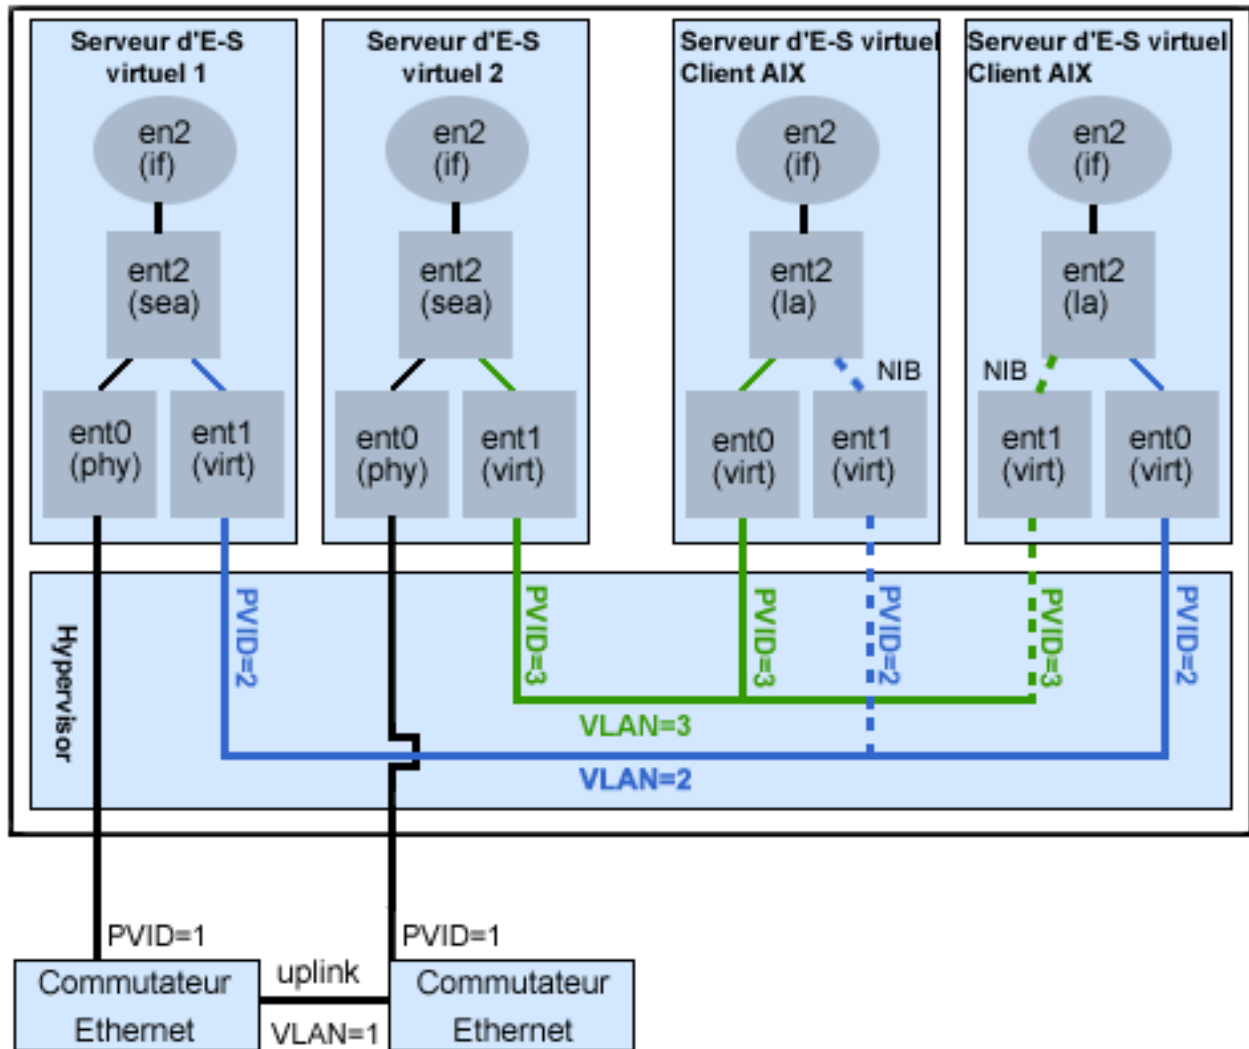 Serveur d'E-S
virtuel 1
Serveur d'E-S
virtuel 2
Serveur d'E-S virtuel
Client AIX
Serveur d'E-S virtuel
Client AIX
en2
(if)
en2
(if)
en2
(if)
en2
(if)
ent2
(sea)
ent2
(sea)
ent2
(la)
ent2
(la)
NIB
NIB
ent0
(phy)
ent1
(virt)
ent0
(phy)
ent1
(virt)
ent0
(virt)
ent1
(virt)
ent1
(virt)
ent0
(virt)
Hypervisor
PVID=2
PVID=3
PVID=3
PVID=2
PVID=3
PVID=2
VLAN=3
VLAN=2
PVID=1
PVID=1
Commutateur
Ethernet
uplink
VLAN=1
Commutateur
Ethernet